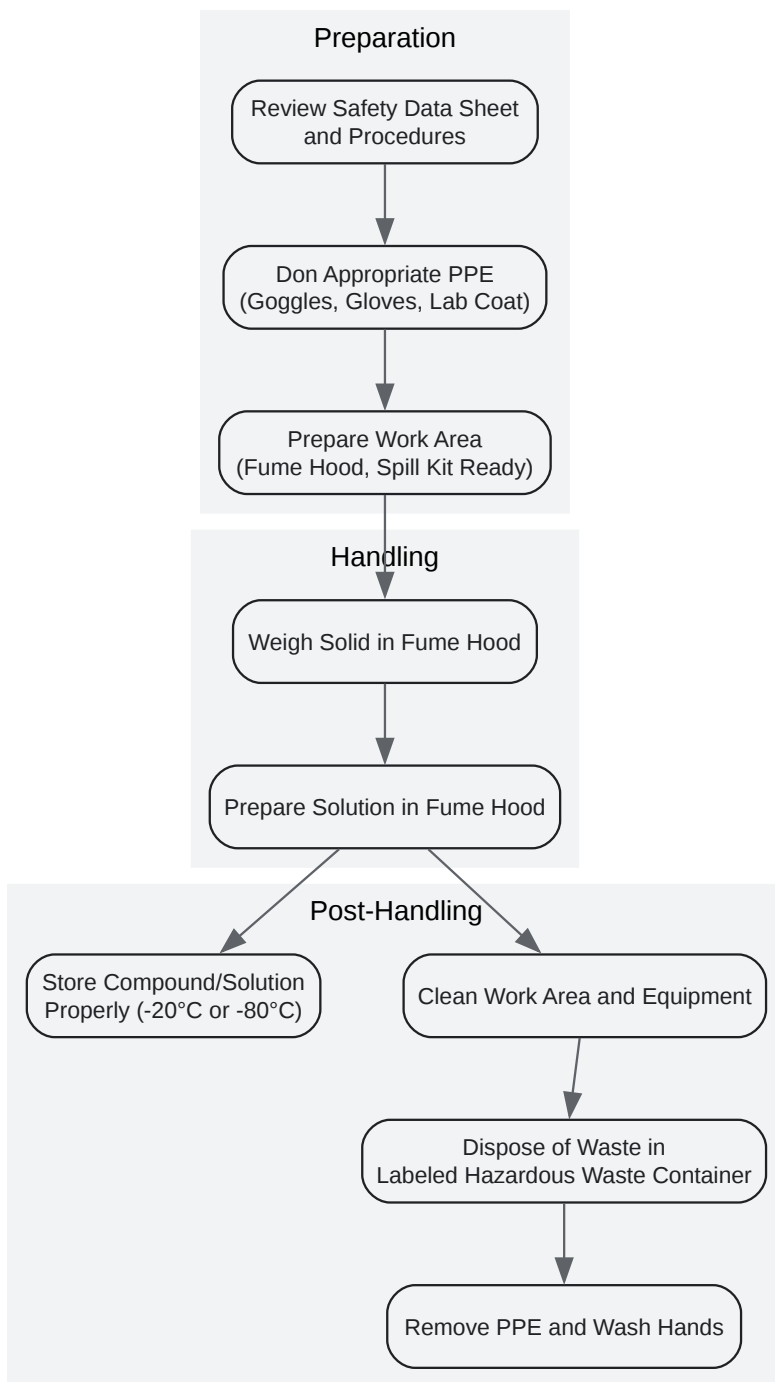 Preparation
Review Safety Data Sheet
and Procedures
Don Appropriate PPE
(Goggles, Gloves, Lab Coat)
Prepare Work Area
(Fume Hood, Spill Kit Ready)
Handling
Weigh Solid in Fume Hood
Prepare Solution in Fume Hood
Post-Handling
Store Compound/Solution
Properly (-20°C or -80°C)
Clean Work Area and Equipment
Dispose of Waste in
Labeled Hazardous Waste Container
Remove PPE and Wash Hands